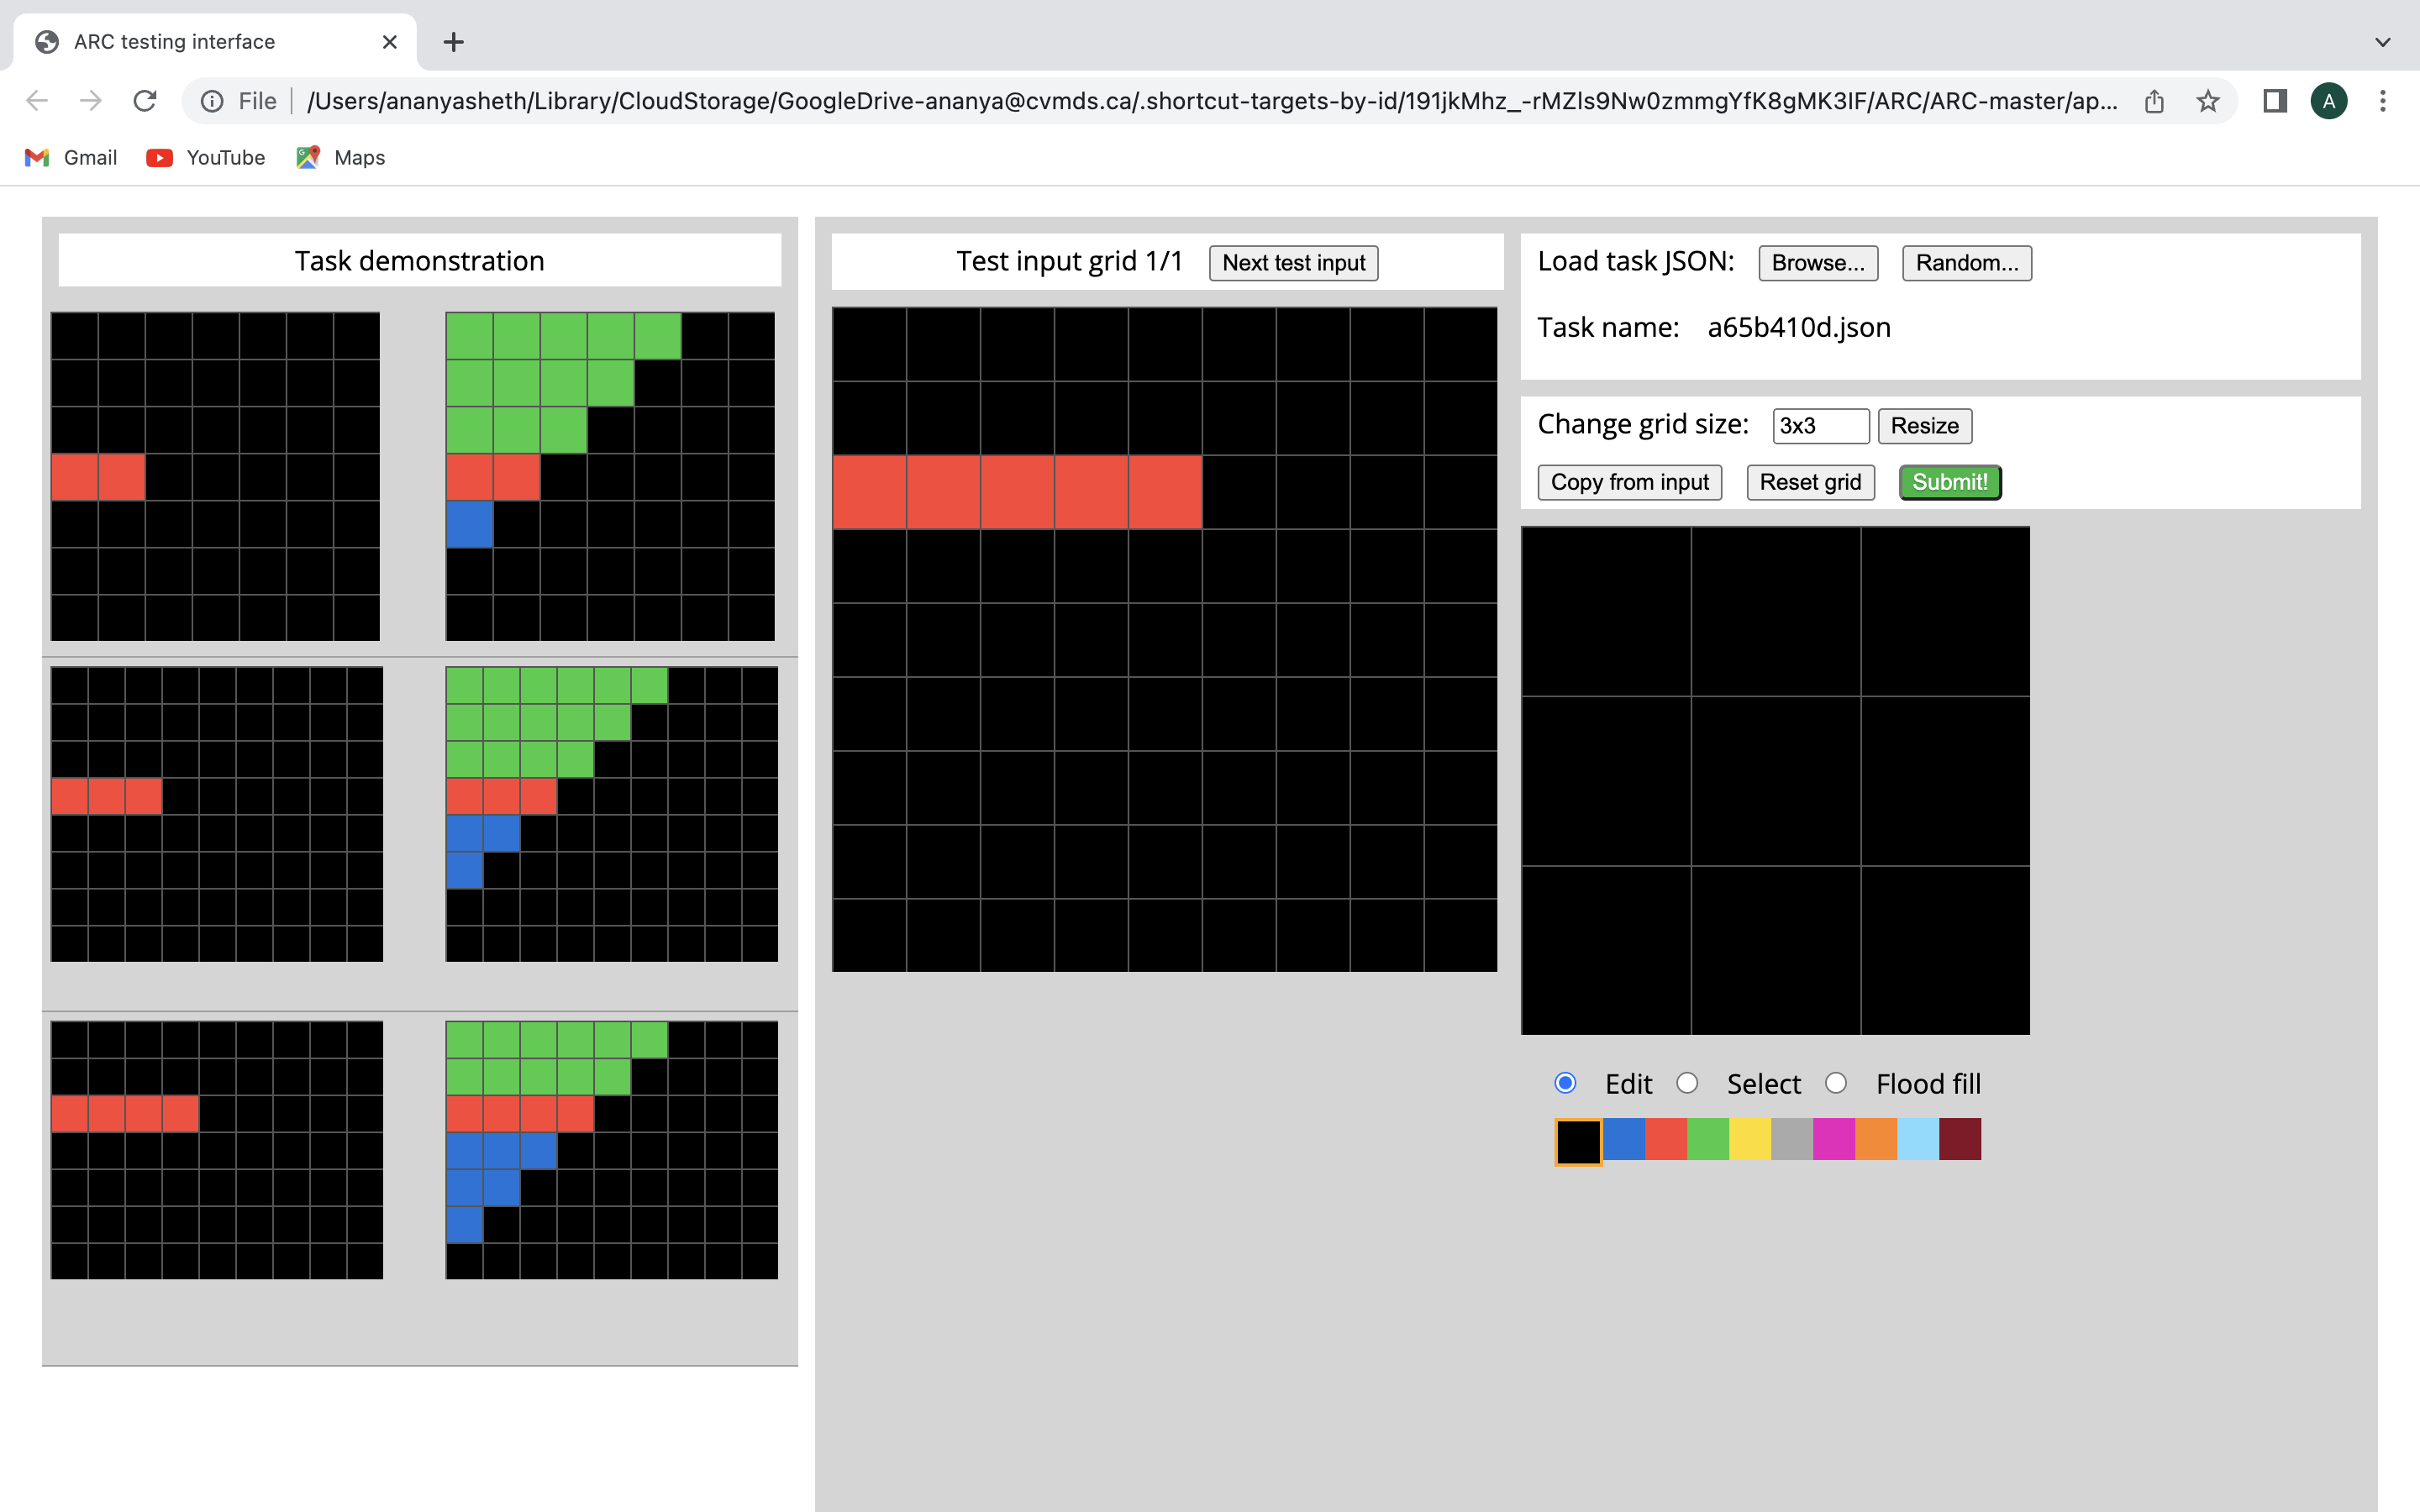 ARC testing interface
File /Users/ananyasheth/Library/CloudStorage/GoogleDrive-ananya@cvmds.ca/.shortcut-targets-by-id/191jkMhz_-rMZls9Nw0zmmgYfK8gMK3IF/ARC/ARC-master/ap...
A
Gmail YouTube Maps
Task demonstration
Test input grid 1/1 Next test input
Load task JSON: Browse... Random...
Task name: a65b410d.json
Change grid size: 3x3 Resize
Copy from input Reset grid Submit!
Edit Select Flood fill